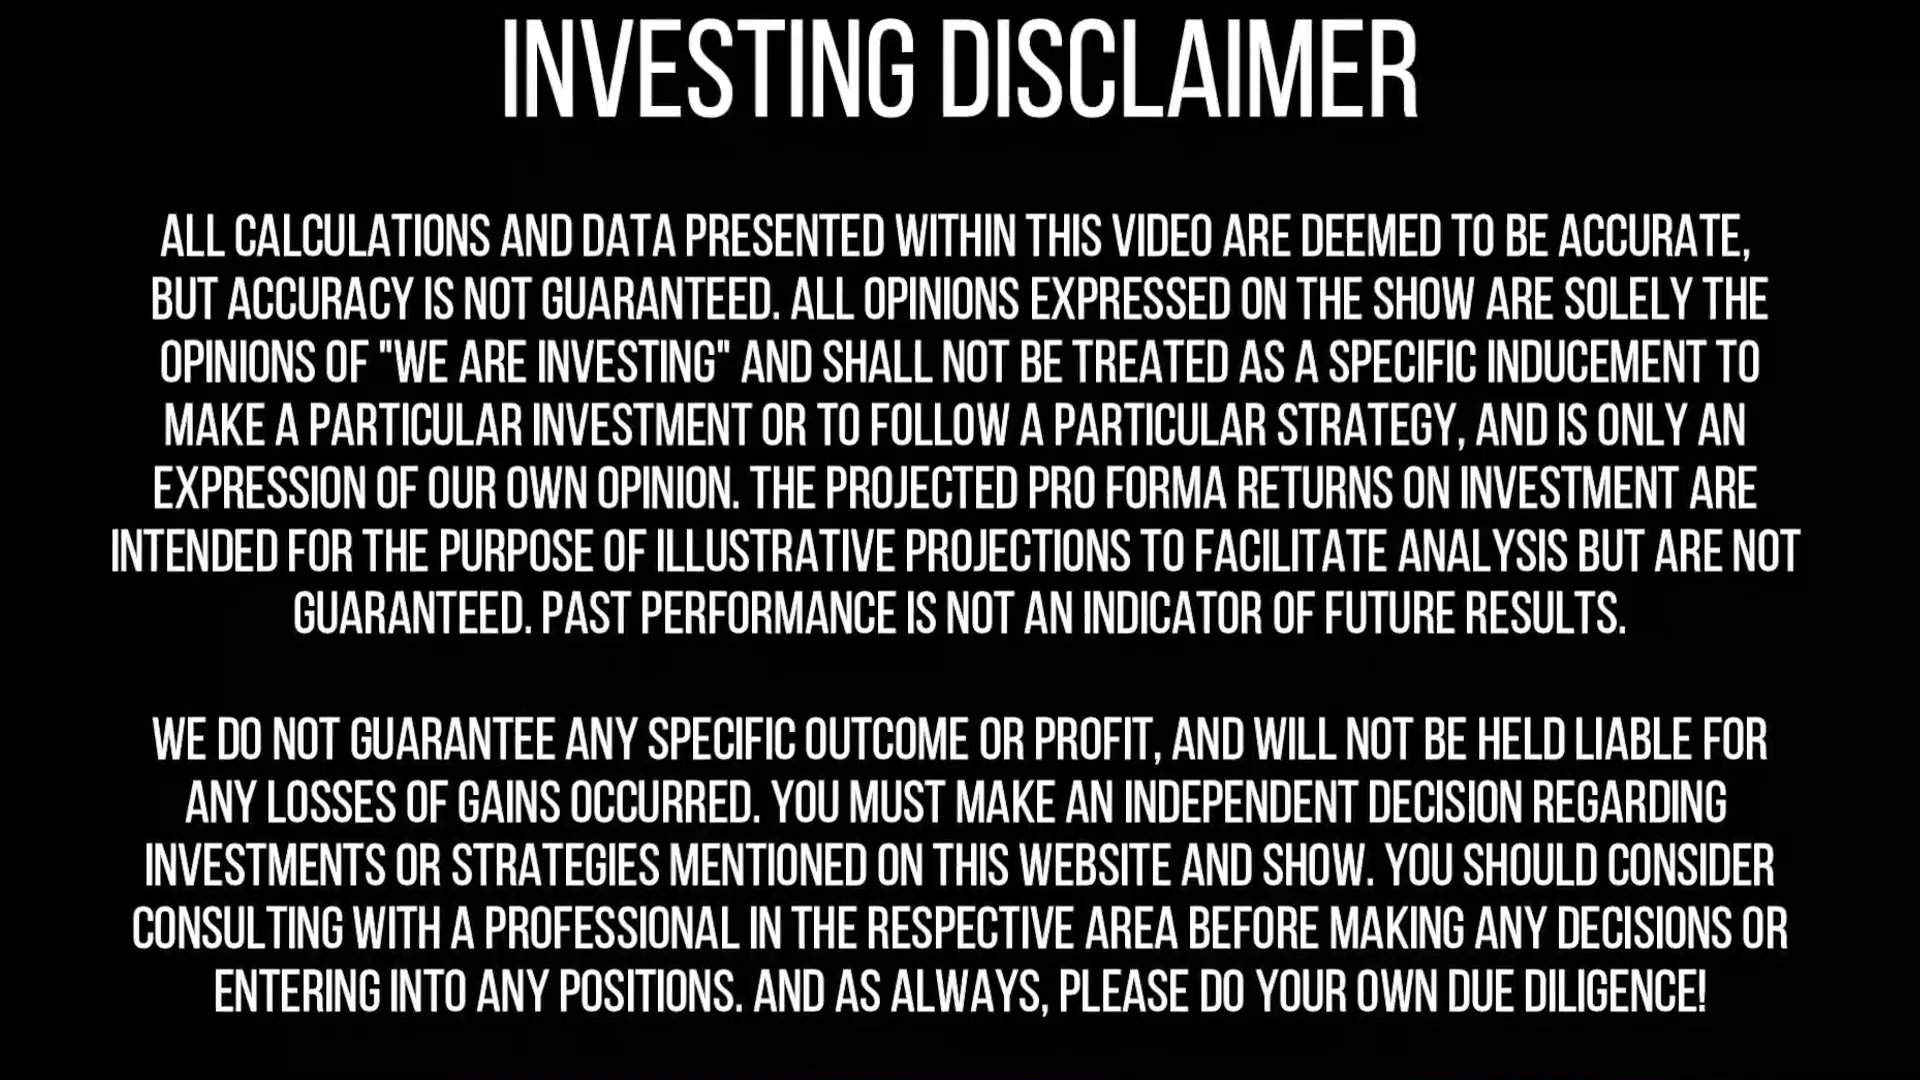 INVESTING DISCLAIMER
ALL CALCULATIONS AND DATA PRESENTED WITHIN THIS VIDEO ARE DEEMED TO BE ACCURATE,
BUT ACCURACY IS NOT GUARANTEED. ALL OPINIONS EXPRESSED ON THE SHOW ARE SOLELY THE
OPINIONS OF "WE ARE INVESTING" AND SHALL NOT BE TREATED AS A SPECIFIC INDUCEMENT TO
MAKE A PARTICULAR INVESTMENT OR TO FOLLOW A PARTICULAR STRATEGY, AND IS ONLY AN
EXPRESSION OF OUR OWN OPINION. THE PROJECTED PRO FORMA RETURNS ON INVESTMENT ARE
INTENDED FOR THE PURPOSE OF ILLUSTRATIVE PROJECTIONS TO FACILITATE ANALYSIS BUT ARE NOT
GUARANTEED. PAST PERFORMANCE IS NOT AN INDICATOR OF FUTURE RESULTS.
WE DO NOT GUARANTEE ANY SPECIFIC OUTCOME OR PROFIT, AND WILL NOT BE HELD LIABLE FOR
ANY LOSSES OF GAINS OCCURRED. YOU MUST MAKE AN INDEPENDENT DECISION REGARDING
INVESTMENTS OR STRATEGIES MENTIONED ON THIS WEBSITE AND SHOW. YOU SHOULD CONSIDER
CONSULTING WITH A PROFESSIONAL IN THE RESPECTIVE AREA BEFORE MAKING ANY DECISIONS OR
ENTERING INTO ANY POSITIONS. AND AS ALWAYS, PLEASE DO YOUR OWN DUE DILIGENCE!